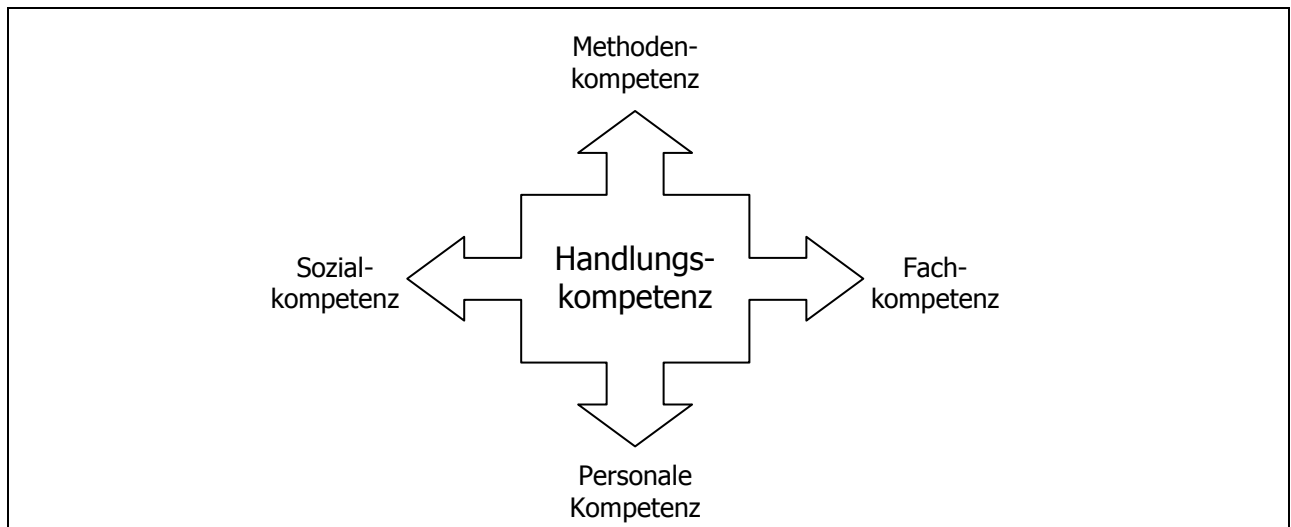 Methoden-
kompetenz
Sozial-
kompetenz
Handlungs-
kompetenz
Fach-
kompetenz
Personale
Kompetenz